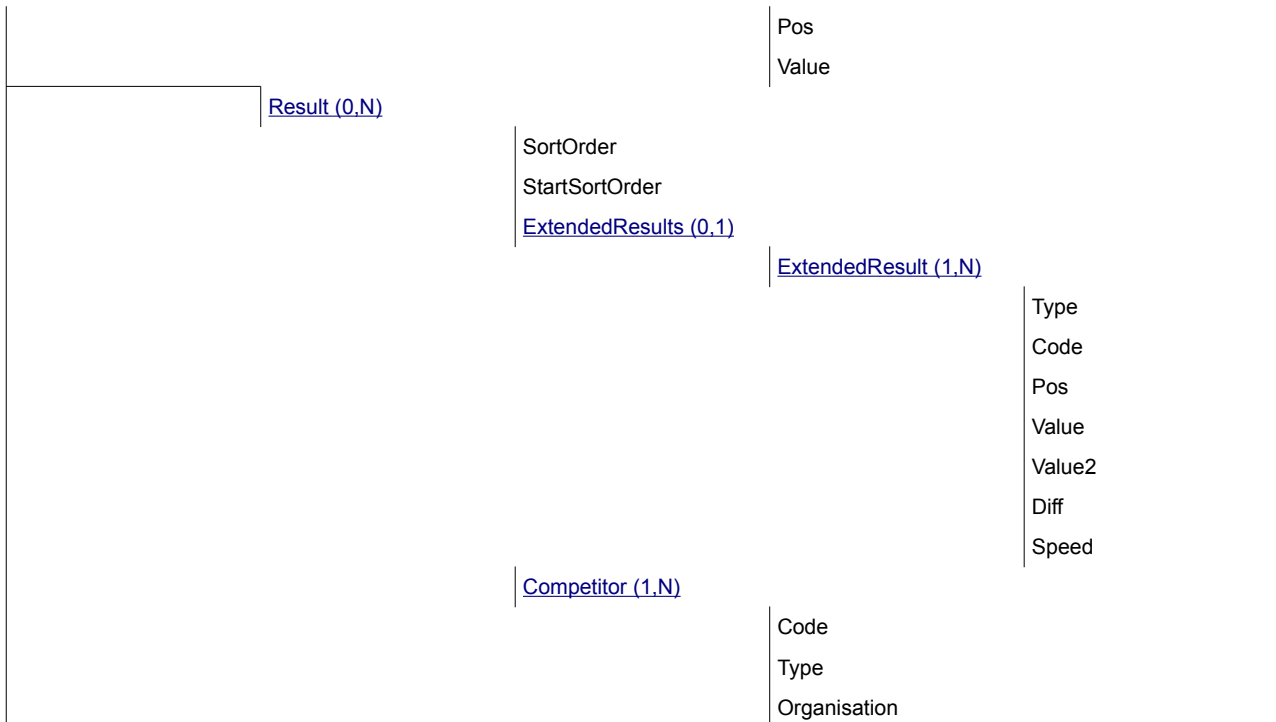 Pos
Value
Result (0,N)
SortOrder
StartSortOrder
ExtendedResults (0,1)
ExtendedResult (1,N)
Type
Code
Pos
Value
Value2
Diff
Speed
Competitor (1,N)
Code
Type
Organisation